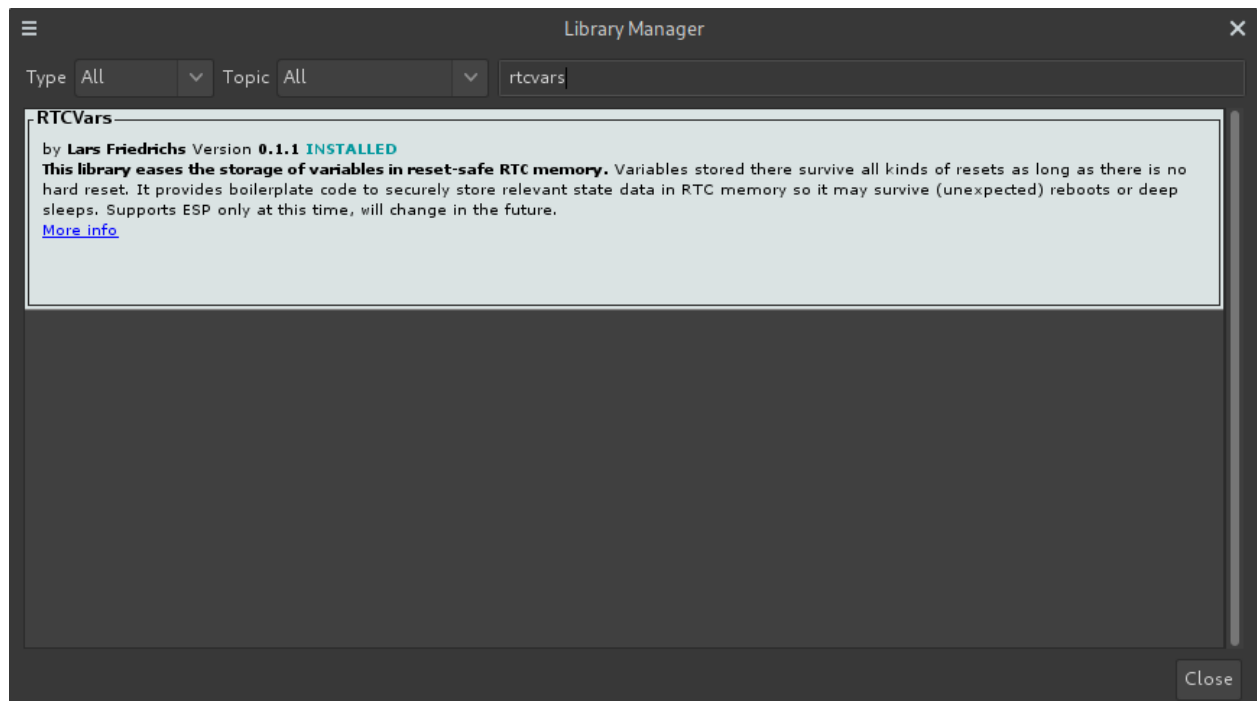 Library Manager
Type All Topic All rtcvars
RTCVars
by Lars Friedrichs Version 0.1.1 INSTALLED
This library eases the storage of variables in reset-safe RTC memory. Variables stored there survive all kinds of resets as long as there is no
hard reset. It provides boilerplate code to securely store relevant state data in RTC memory so it may survive (unexpected) reboots or deep
sleeps. Supports ESP only at this time, will change in the future.
More info
Close